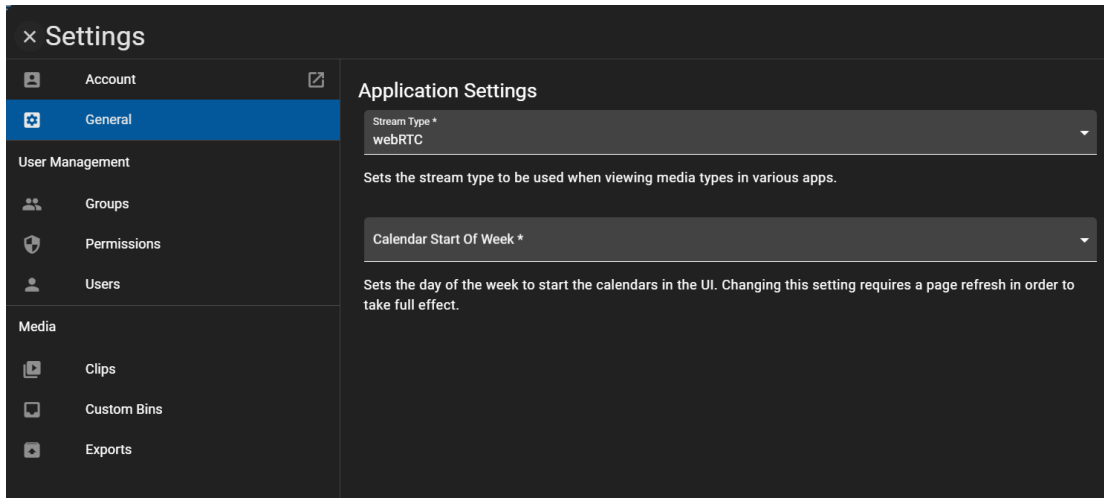 Settings
Account
General
User Management
Groups
Permissions
Users
Media
Clips
Custom Bins
Exports
Application Settings
Stream Type *
webRTC
Sets the stream type to be used when viewing media types in various apps.
Calendar Start Of Week *
Sets the day of the week to start the calendars in the UI. Changing this setting requires a page refresh in order to
take full effect.